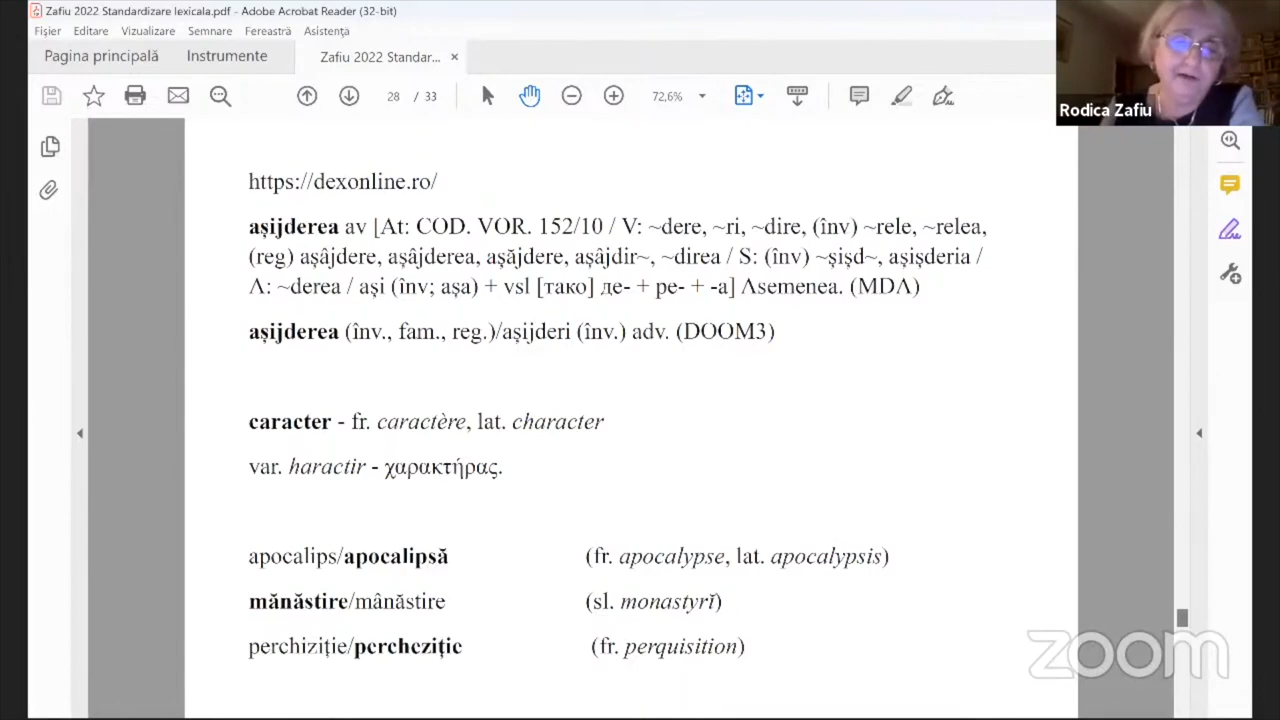 Zafiu 2022 Standardizare lexicala.pdf - Adobe Acrobat Reader (32-bit)
Fișier Editare Vizualizare Semnare Fereastră Asistență
Pagina principală Instrumente Zafiu 2022 Standar... ×
28 / 33 72,6%
Rodica Zafiu
https://dexonline.ro/
așijderea av [At: COD. VOR. 152/10 / V: ~dere, ~ri, ~dire, (înv) ~rele, ~relea,
(reg) așâjdere, așâjderea, așăjdere, așâjdir~, ~direa / S: (înv) ~șișd~, așișderia /
A: ~derea /ași (înv; așa) + vsl [тако] де- + ре- + -a] Asemenea. (MDA)
așijderea (înv., fam., reg.)/așijderi (înv.) adv. (DOOM3)
caracter - fr. caractère, lat. character
var. haractir - χαρακτήρας.
apocalips/apocalipsă (fr. apocalypse, lat. apocalypsis)
mănăstire/mânăstire (sl. monastyrĭ)
perchiziție/percheziție (fr. perquisition)
zoom